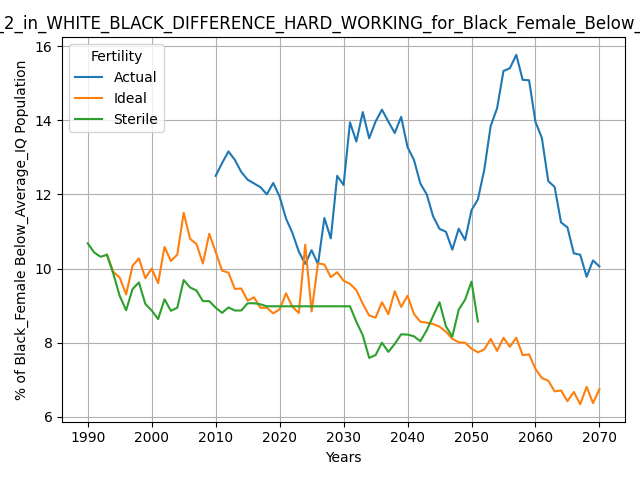 _2_in_WHITE_BLACK_DIFFERENCE_HARD_WORKING_for_Black_Female_Below_
% of Black_Female Below_Average_IQ Population
16
14
12
10
8
6
Fertility
Actual
Ideal
Sterile
1990 2000 2010 2020 2030 2040 2050 2060 2070
Years